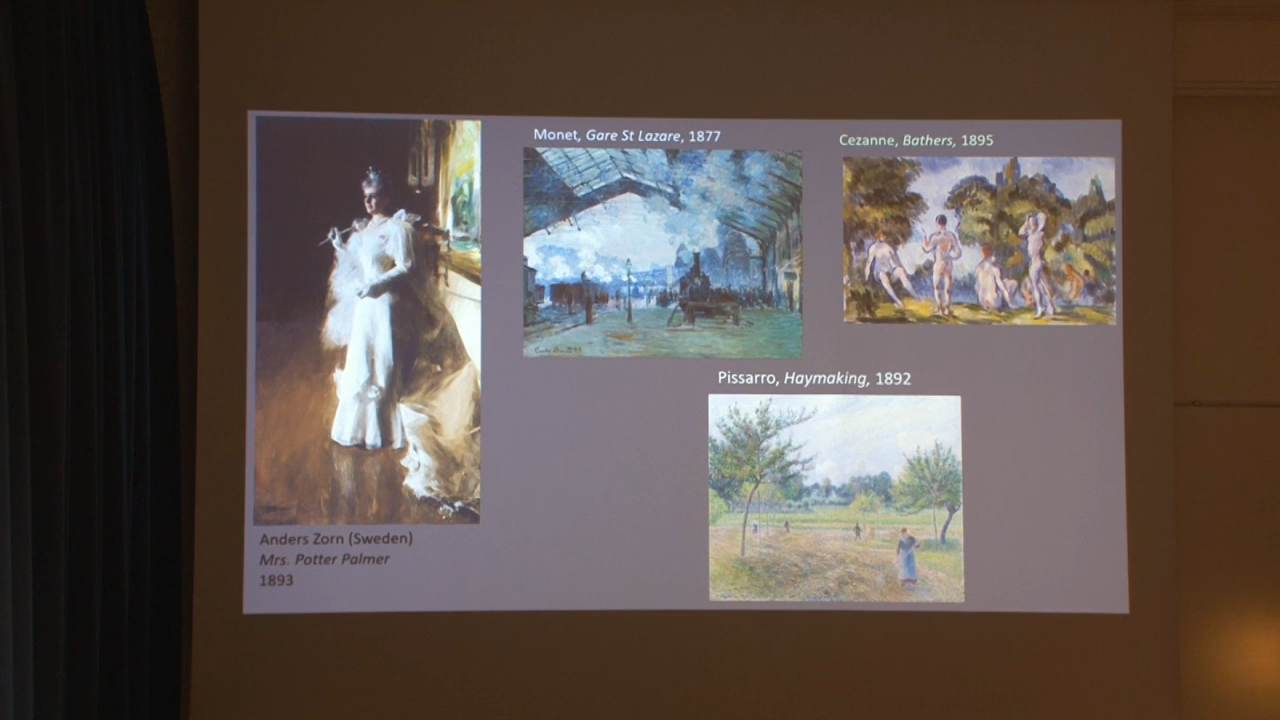 Monet, Gare St Lazare, 1877
Cezanne, Bathers, 1895
Pissarro, Haymaking, 1892
Anders Zorn (Sweden)
Mrs. Potter Palmer
1893